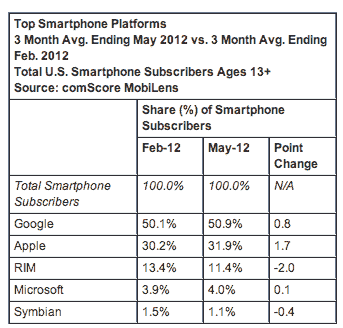 Top Smartphone Platforms
3 Month Avg. Ending May 2012 vs. 3 Month Avg. Ending
Feb. 2012
Total U.S. Smartphone Subscribers Ages 13+
Source: comScore MobiLens
Share (%) of Smartphone
Subscribers
Feb-12 May-12 Point
Change
Total Smartphone
Subscribers 100.0% 100.0% N/A
Google 50.1% 50.9% 0.8
Apple 30.2% 31.9% 1.7
RIM 13.4% 11.4% -2.0
Microsoft 3.9% 4.0% 0.1
Symbian 1.5% 1.1% -0.4